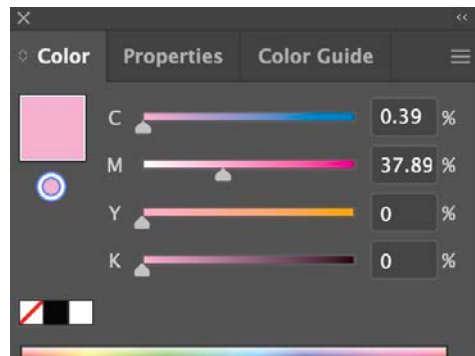 Color Properties Color Guide
C 0.39 %
M 37.89 %
Y 0 %
K 0 %